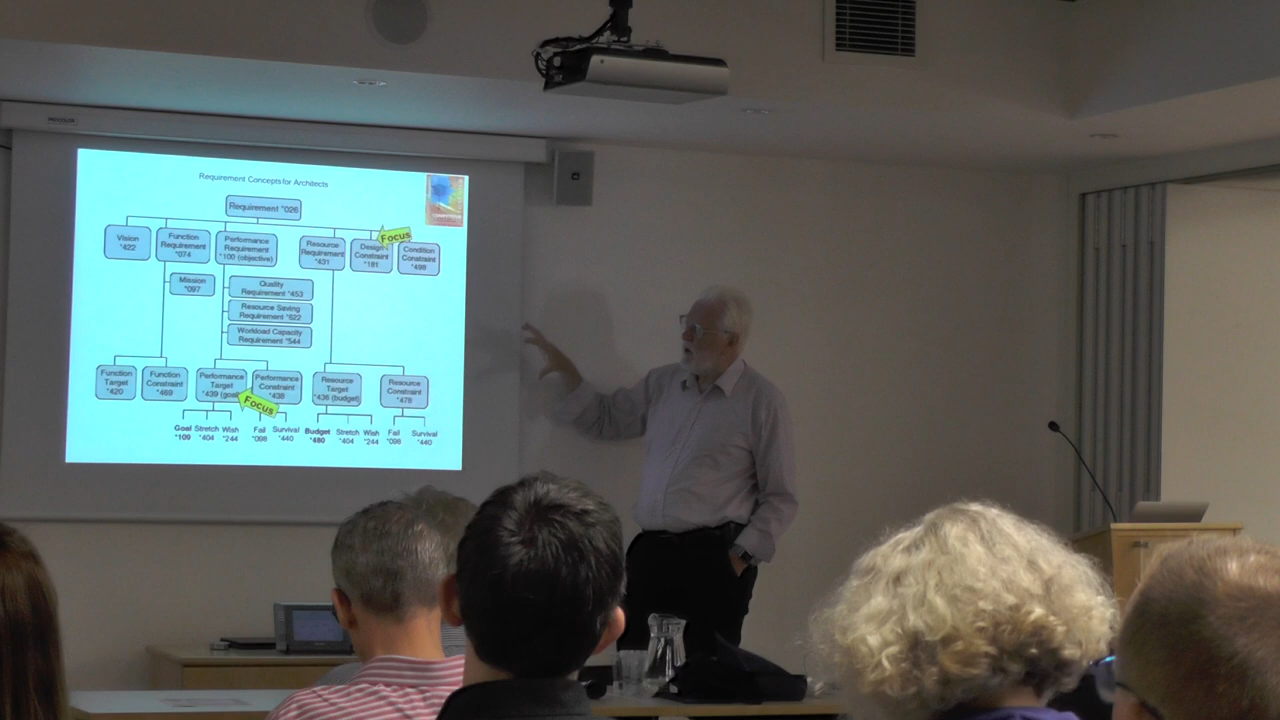 Requirement Concepts for Architects
Requirement *026
Vision
*422
Function
Requirement
*074
Performance
Requirement
*100 (objective)
Resource
Requirement
*431
Focus
Design
Constraint
*181
Condition
Constraint
*498
Mission
*097
Quality
Requirement *453
Resource Saving
Requirement *622
Workload Capacity
Requirement *544
Function
Target
*420
Function
Constraint
*469
Performance
Target
*439 (goal
Performance
Constraint
*438
Focus
Resource
Target
*436 (budget)
Resource
Constraint
*478
Goal
*109
Stretch
*404
Wish
*244
Fail
*098
Survival
*440
Budget
*480
Stretch
*404
Wish
*244
Fail
*098
Survival
*440